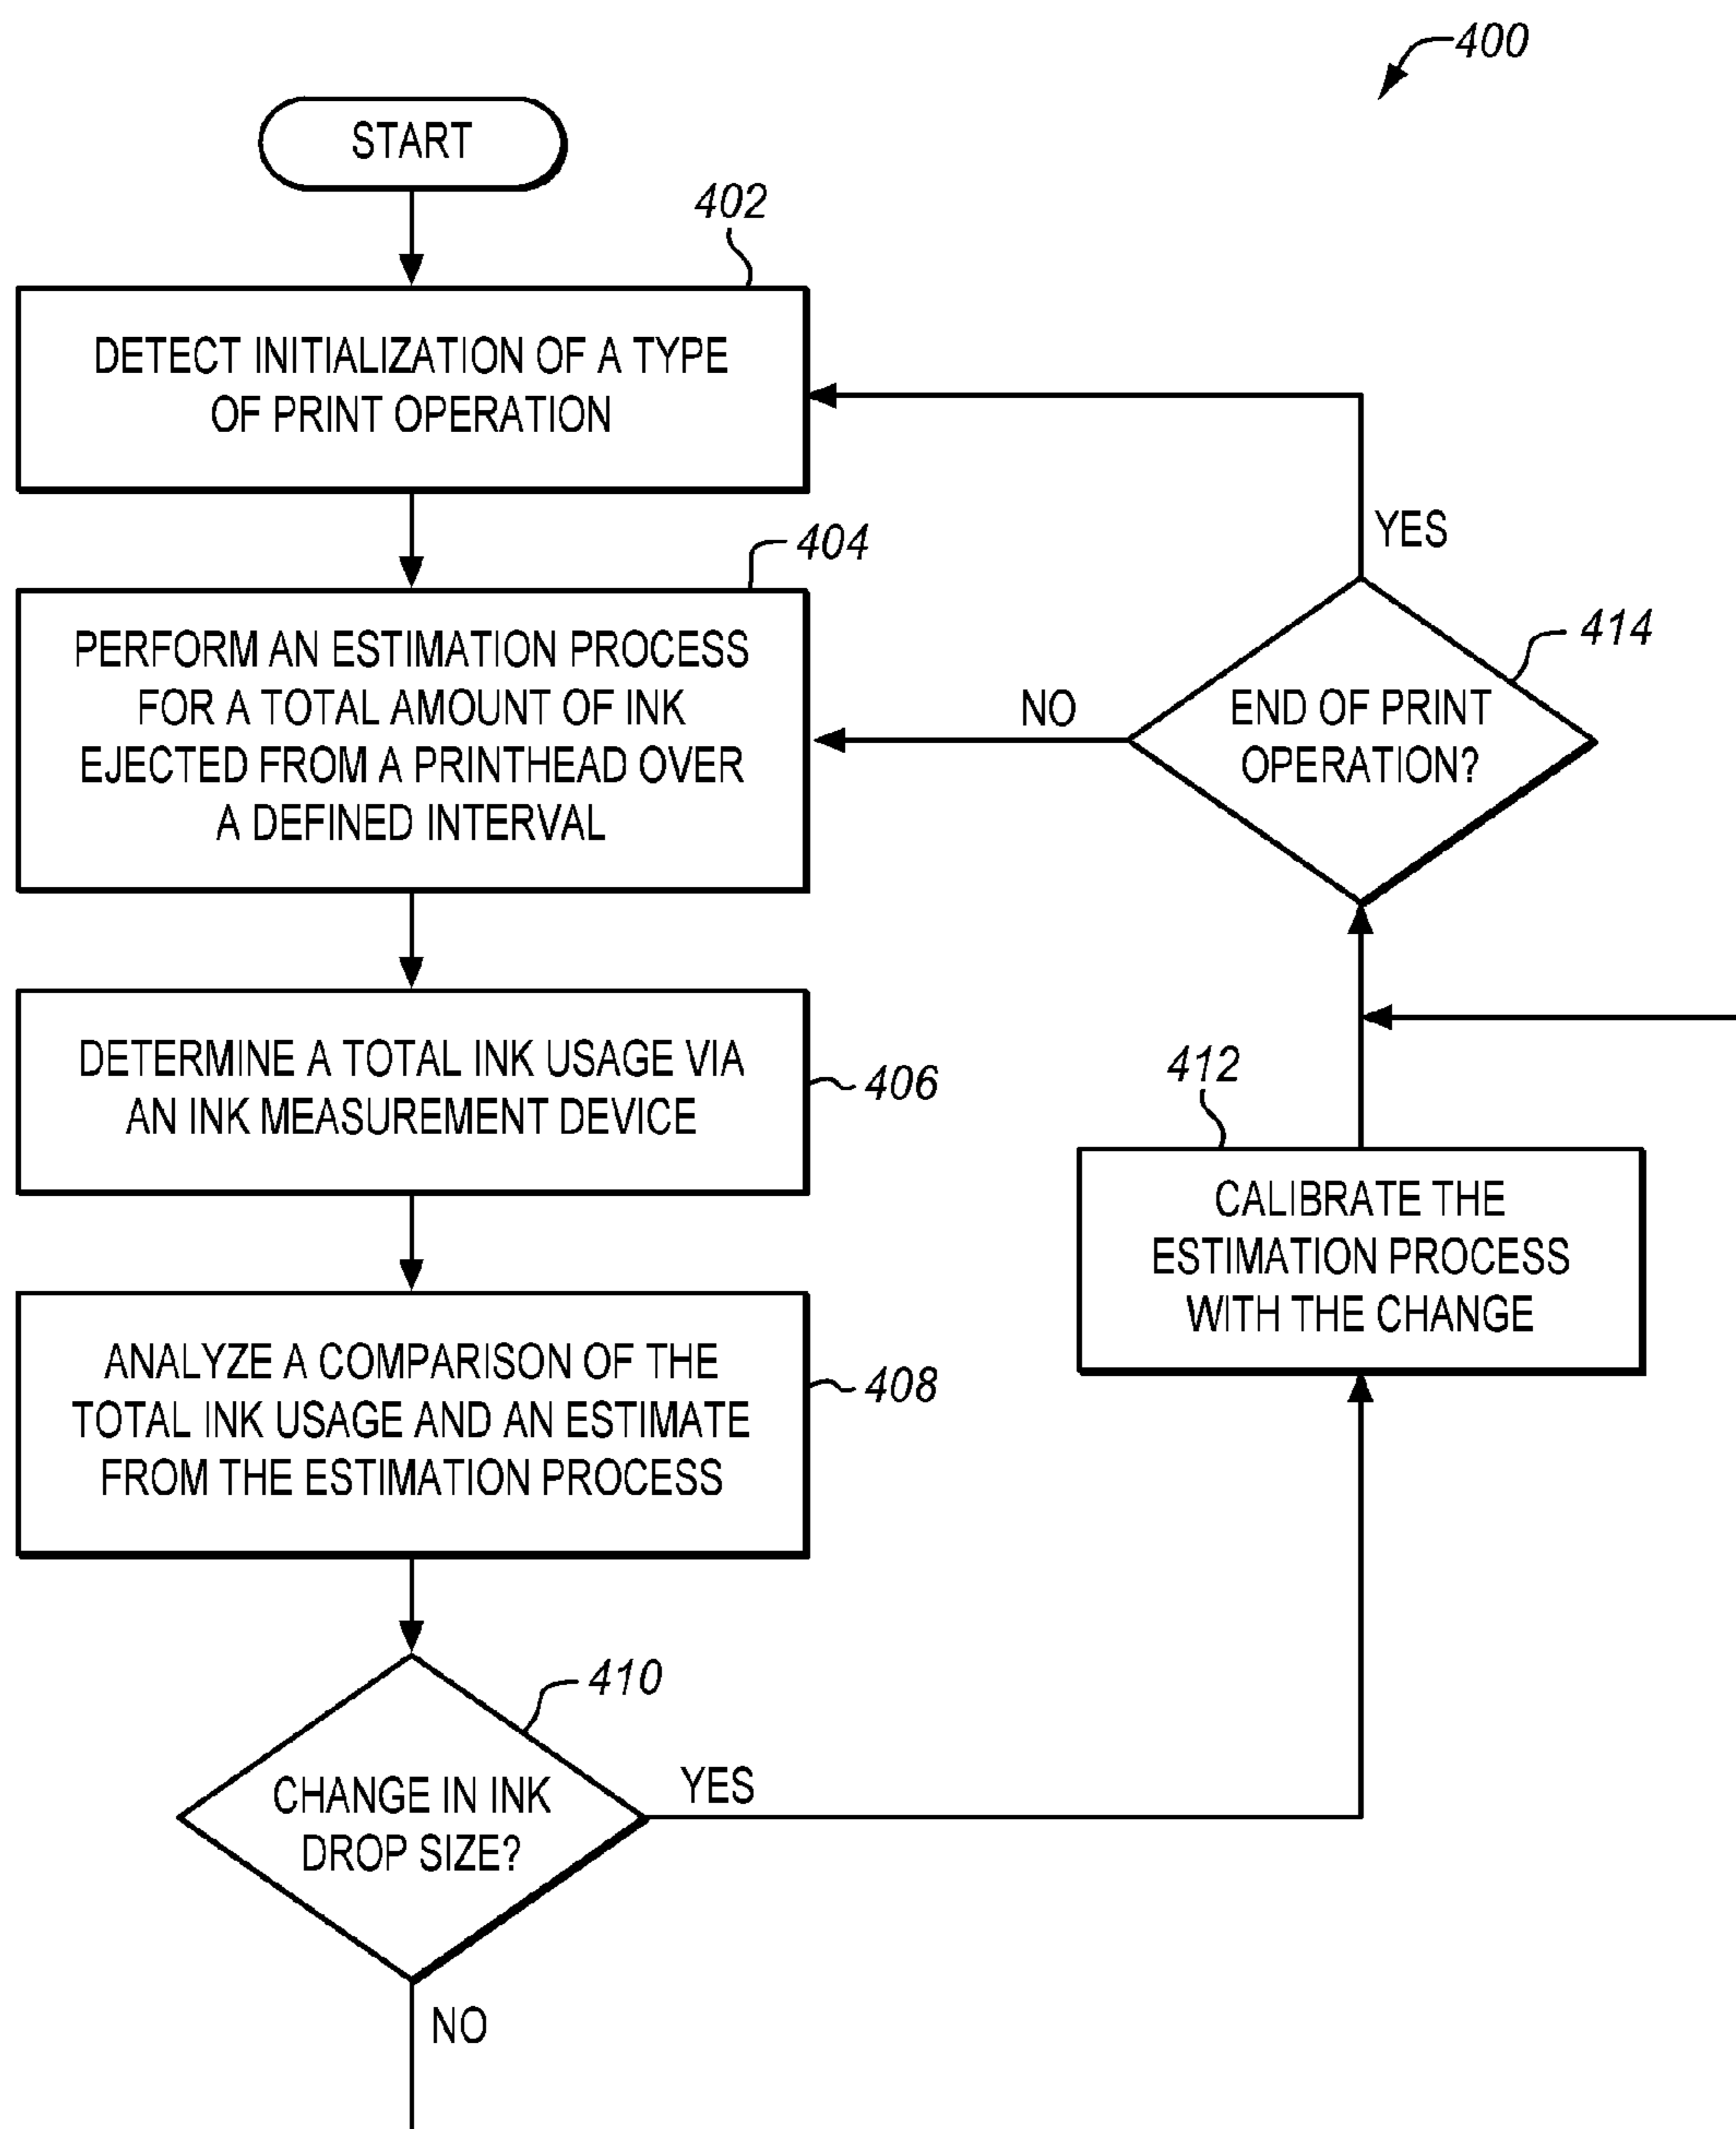 400
START
402
DETECT INITIALIZATION OF A TYPE
OF PRINT OPERATION
404
PERFORM AN ESTIMATION PROCESS
FOR A TOTAL AMOUNT OF INK
EJECTED FROM A PRINTHEAD OVER
A DEFINED INTERVAL
YES
414
END OF PRINT
OPERATION?
NO
DETERMINE A TOTAL INK USAGE VIA
AN INK MEASUREMENT DEVICE
406
412
CALIBRATE THE
ESTIMATION PROCESS
WITH THE CHANGE
ANALYZE A COMPARISON OF THE
TOTAL INK USAGE AND AN ESTIMATE
FROM THE ESTIMATION PROCESS
408
410
CHANGE IN INK
DROP SIZE?
YES
NO